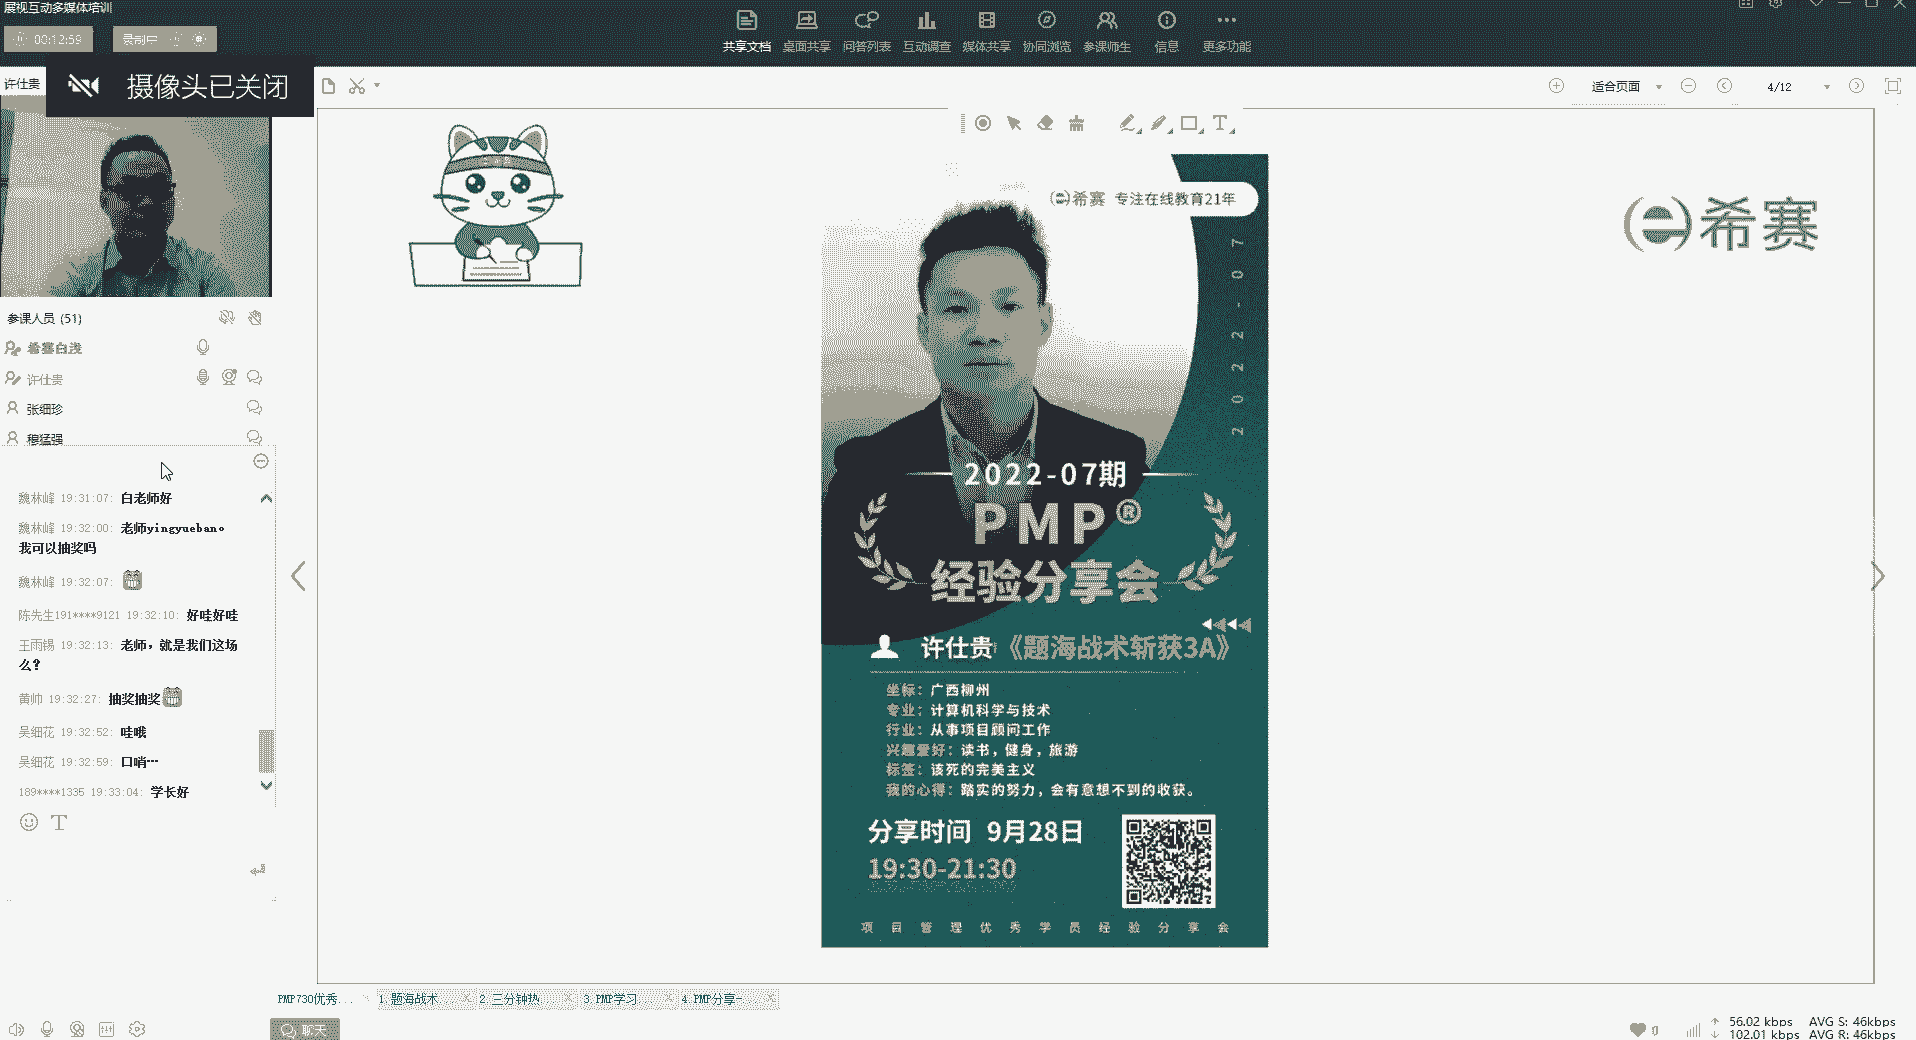 展视互动多媒体培训
00:12:59
录制中
共享文档
桌面共享
问答列表
互动调查
媒体共享
协同浏览
参课师生
信息
更多功能
许仕贵
摄像头已关闭
适合页面
4/12
参课人员 (51)
希赛白浅
许仕贵
张细珍
穆猛强
魏林峰 19:31:07: 白老师好
魏林峰 19:32:00: 老师yingyueban。
我可以抽奖吗
魏林峰 19:32:07:
陈先生191****9121 19:32:10: 好哇好哇
王雨锡 19:32:13: 老师，就是我们这场
么？
黄帅 19:32:27: 抽奖抽奖
吴细花 19:32:52: 哇哦
吴细花 19:32:59: 口哨…
189****1335 19:33:04: 学长好
希赛 专注在线教育21年
希赛
2022-07
2022-07期
PMP®
经验分享会
许仕贵《题海战术斩获3A》
坐标：广西柳州
专业：计算机科学与技术
行业：从事项目顾问工作
兴趣爱好：读书，健身，旅游
标签：该死的完美主义
我的心得：踏实的努力，会有意想不到的收获。
分享时间 9月28日
19:30-21:30
项目管理优秀学员经验分享会
PMP730优秀...
1.题海战术
2.三分钟热
3.PMP学习
4.PMP分享-
聊天
0
56.02 kbps AVG S: 46kbps
102.01 kbps AVG R: 46kbps